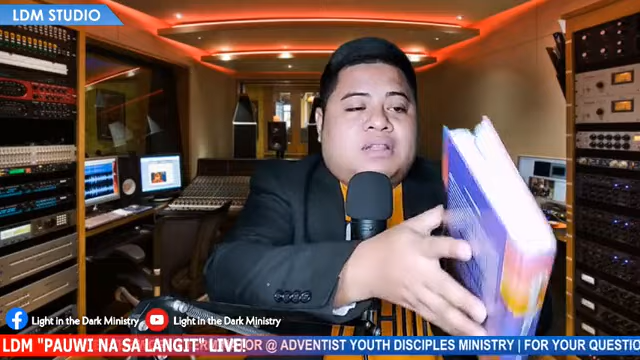 LDM STUDIO
Light in the Dark Ministry
Light in the Dark Ministry
LDM "PAUWI NA SA LANGIT" LIVE!
OR @ ADVENTIST YOUTH DISCIPLES MINISTRY | FOR YOUR QUESTIO